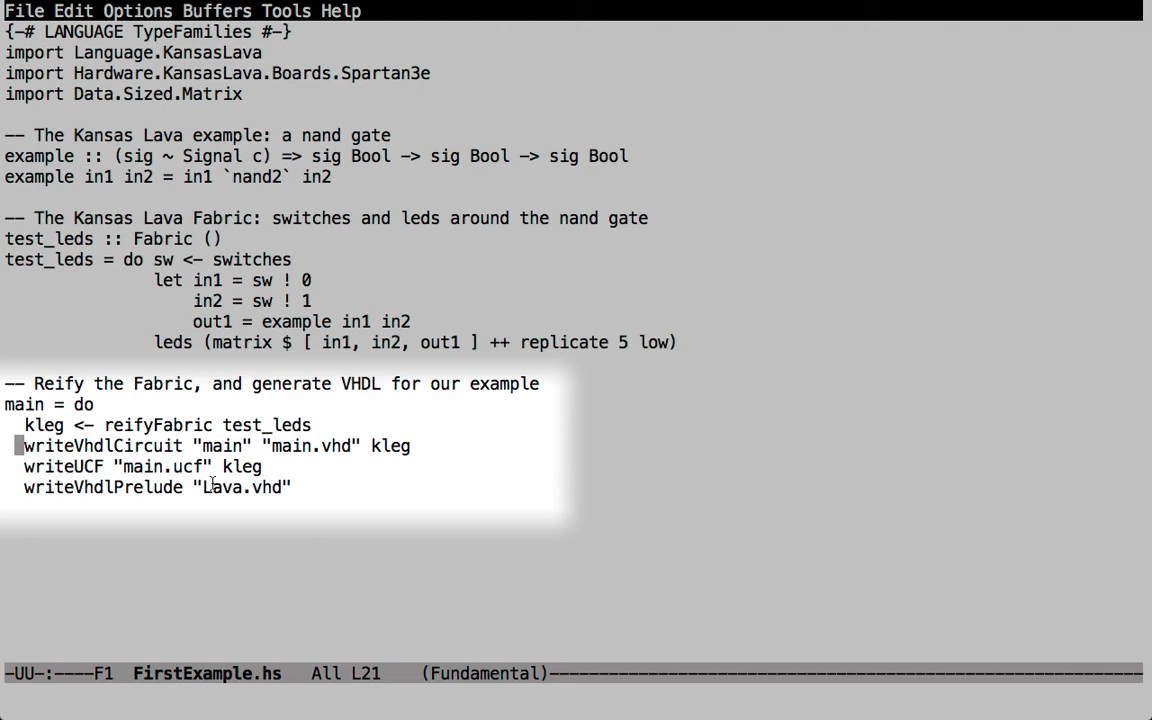 File Edit Options Buffers Tools Help
{-# LANGUAGE TypeFamilies #-}
import Language.KansasLava
import Hardware.KansasLava.Boards.Spartan3e
import Data.Sized.Matrix
-- The Kansas Lava example: a nand gate
example :: (sig ~ Signal c) => sig Bool -> sig Bool -> sig Bool
example in1 in2 = in1 `nand2` in2
-- The Kansas Lava Fabric: switches and leds around the nand gate
test_leds :: Fabric ()
test_leds = do sw <- switches
               let in1 = sw ! 0
                   in2 = sw ! 1
                   out1 = example in1 in2
               leds (matrix $ [ in1, in2, out1 ] ++ replicate 5 low)
-- Reify the Fabric, and generate VHDL for our example
main = do
  kleg <- reifyFabric test_leds
  writeVhdlCircuit "main" "main.vhd" kleg
  writeUCF "main.ucf" kleg
  writeVhdlPrelude "Lava.vhd"
-UU-:----F1  FirstExample.hs   All L21    (Fundamental)------------------------------------------------------------